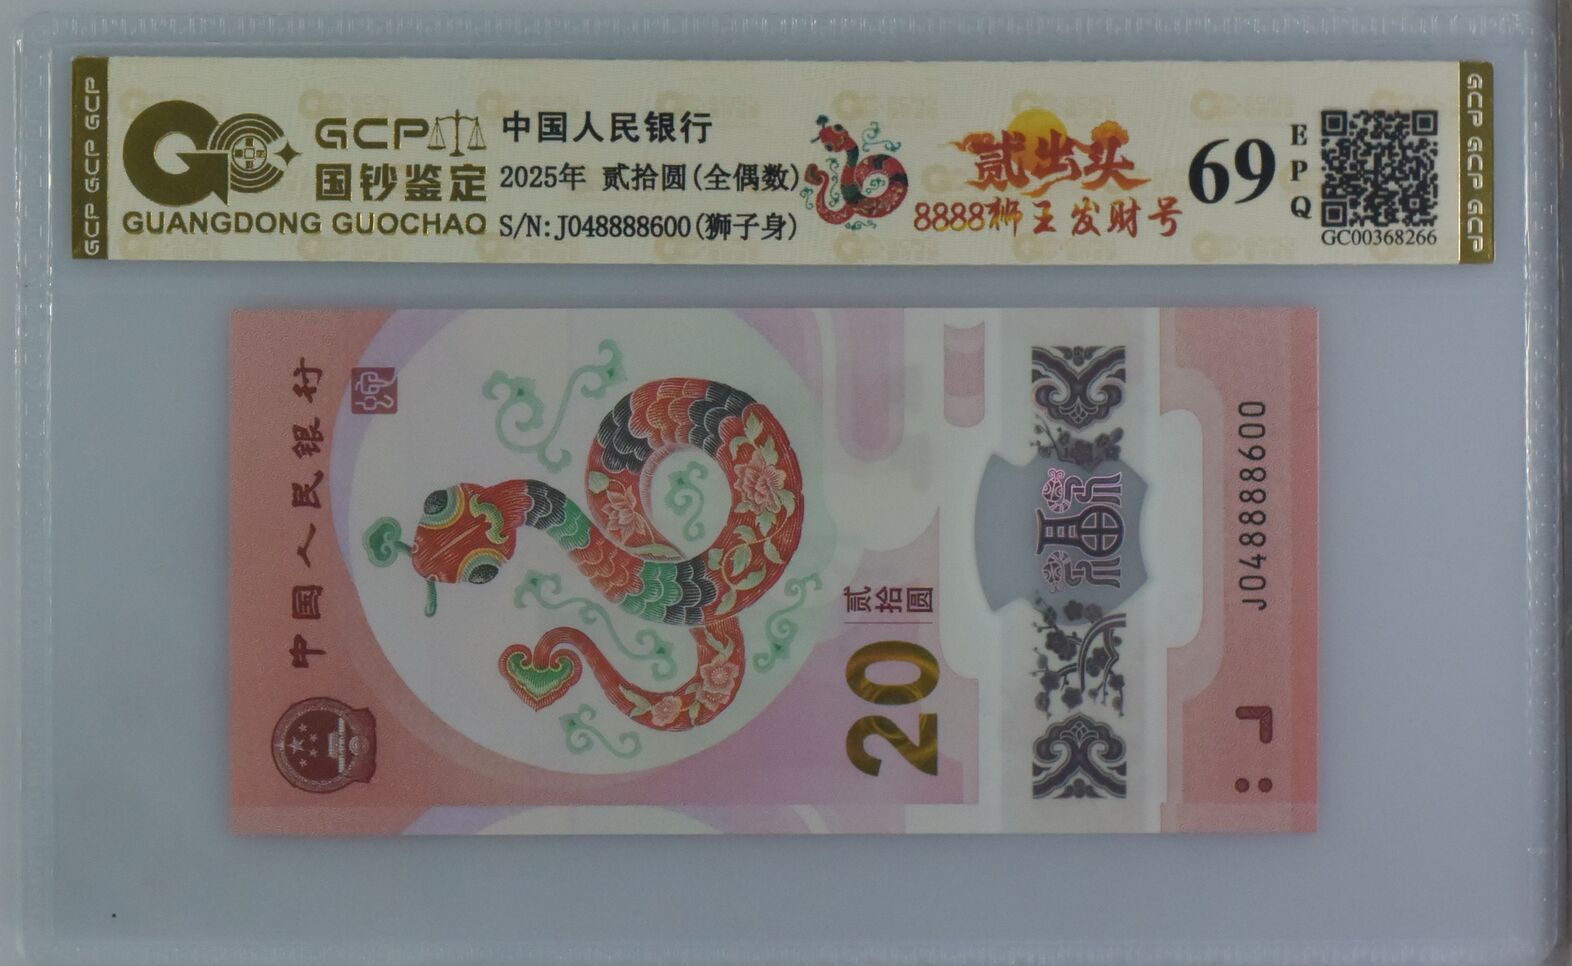 GCP GCP GCP
GCP
国钞鉴定
GUANGDONG GUOCHAO
中国人民银行
2025年 贰拾圆(全偶数)
S/N:J048888600(狮子身)
贰出头
8888狮王发财号
69
EPQ
GC00368266
GCP GCP GCP
中国人民银行
贰拾圆
20
福
J048888600